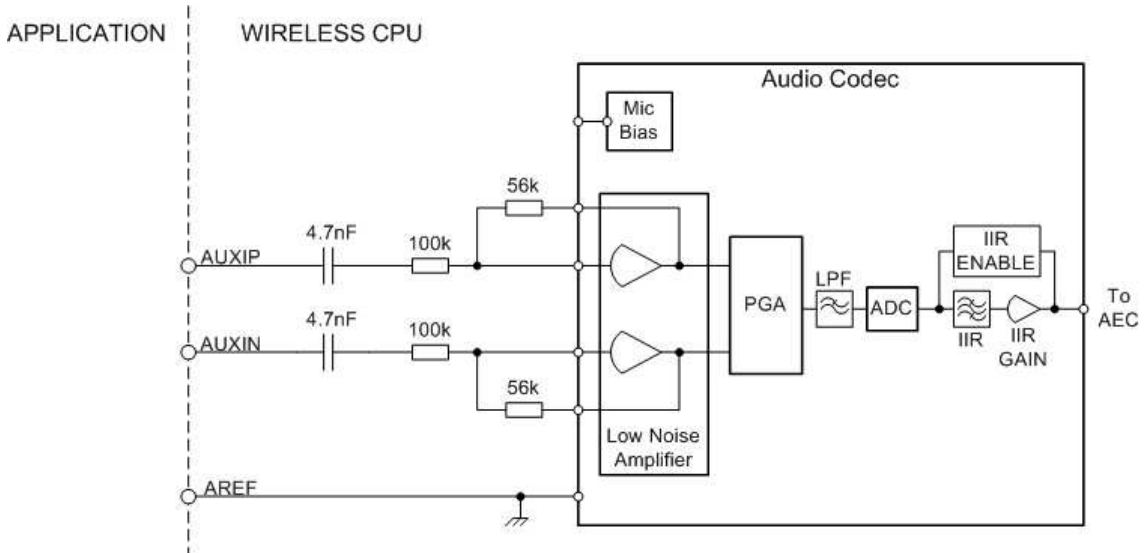 APPLICATION
WIRELESS CPU
Audio Codec
Mic
Bias
56k
4.7nF
100k
AUXIP
4.7nF
100k
AUXIN
56k
Low Noise
Amplifier
PGA
LPF
ADC
IIR
ENABLE
IIR
IIR
GAIN
To
AEC
AREF